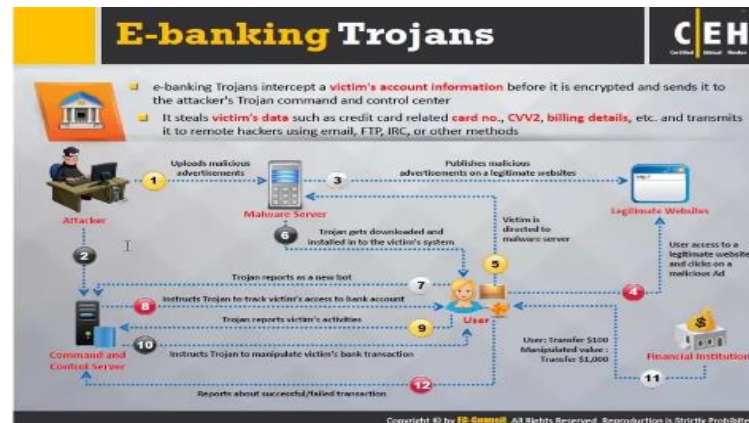 E-banking Trojans
C|EH
Certified Ethical Hacker
e-banking Trojans intercept a victim's account information before it is encrypted and sends it to
the attacker's Trojan command and control center
It steals victim's data such as credit card related card no., CVV2, billing details, etc. and transmits
it to remote hackers using email, FTP, IRC, or other methods
Attacker
1
Uploads malicious
advertisements
Malware Server
3
Publishes malicious
advertisements on a legitimate websites
Legitimate Websites
2
6
Trojan gets downloaded and
installed in to the victim's system
Victim is
directed to
malware server
5
User access to a
legitimate website
and clicks on a
malicious Ad
4
Trojan reports as a new bot
7
8
Instructs Trojan to track victim's access to bank account
User
Trojan reports victim's activities
9
10
Instructs Trojan to manipulate victim's bank transaction
Command and
Control Server
User: Transfer $100
Manipulated value :
Transfer $1,000
11
Financial Institution
12
Reports about successful/failed transaction
Copyright © by EC-Council. All Rights Reserved. Reproduction is Strictly Prohibite